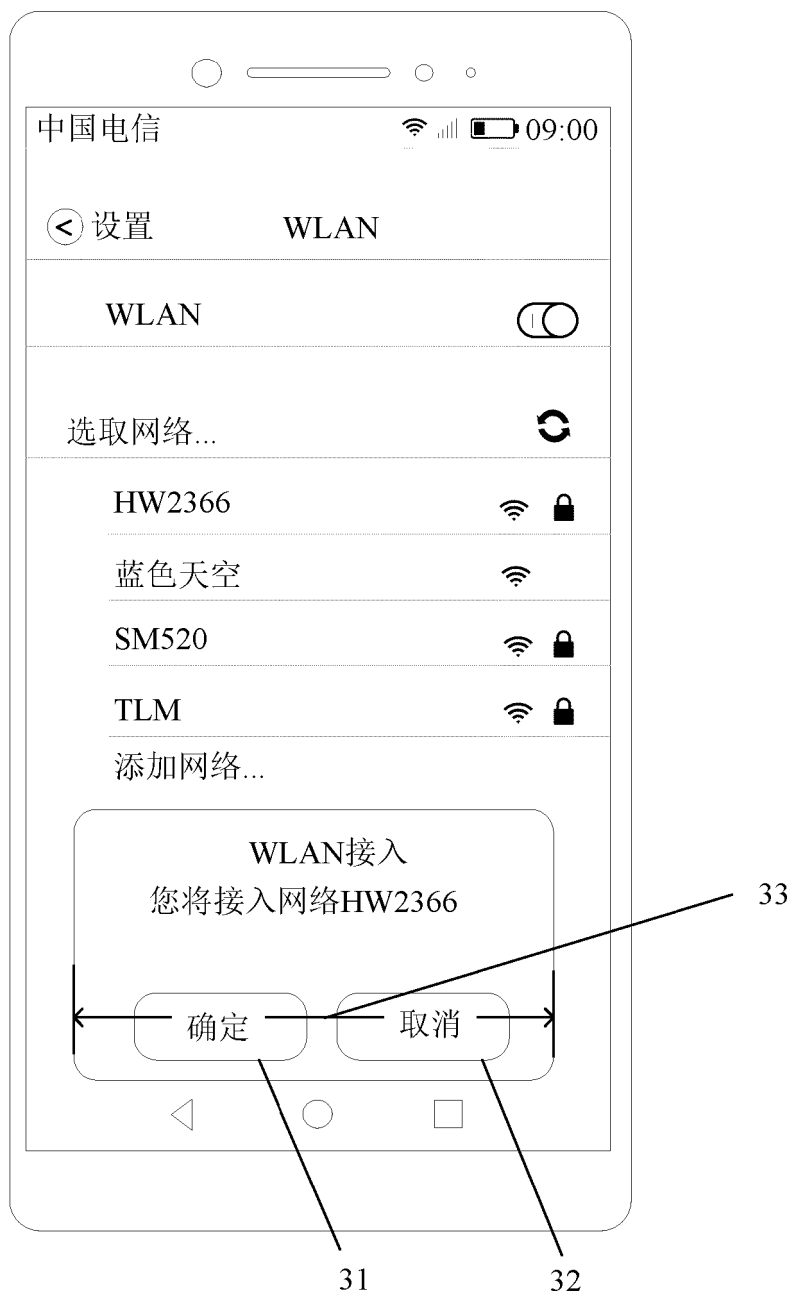 中国电信 09:00
设置 WLAN
WLAN
选取网络...
HW2366
蓝色天空
SM520
TLM
添加网络...
WLAN接入
您将接入网络HW2366
33
确定 取消
31 32